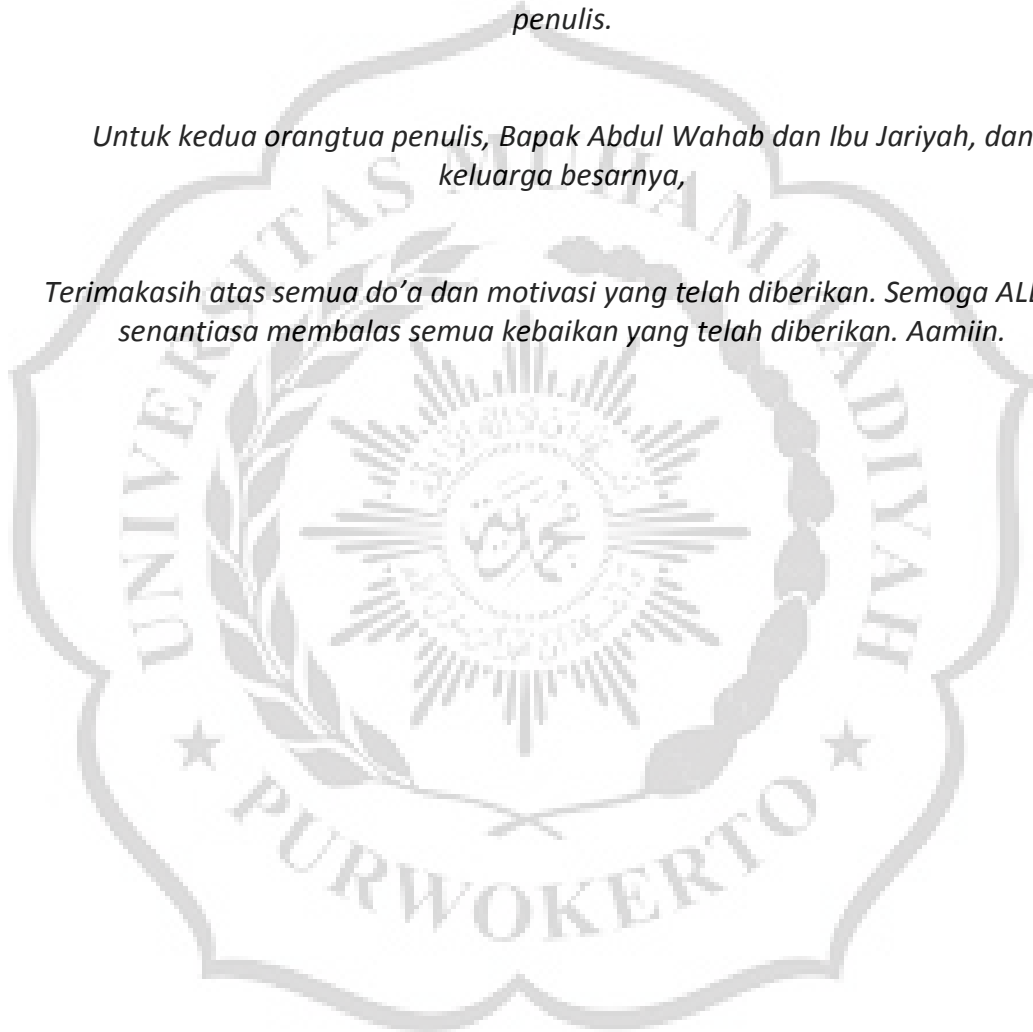 penulis.
Untuk kedua orangtua penulis, Bapak Abdul Wahab dan Ibu Jariyah, dan
keluarga besarnya,
Terimakasih atas semua do’a dan motivasi yang telah diberikan. Semoga
senantiasa membalas semua kebaikan yang telah diberikan. Aamiin.
UNIVERSITAS MUHAMMADIYAH
PURWOKERTO